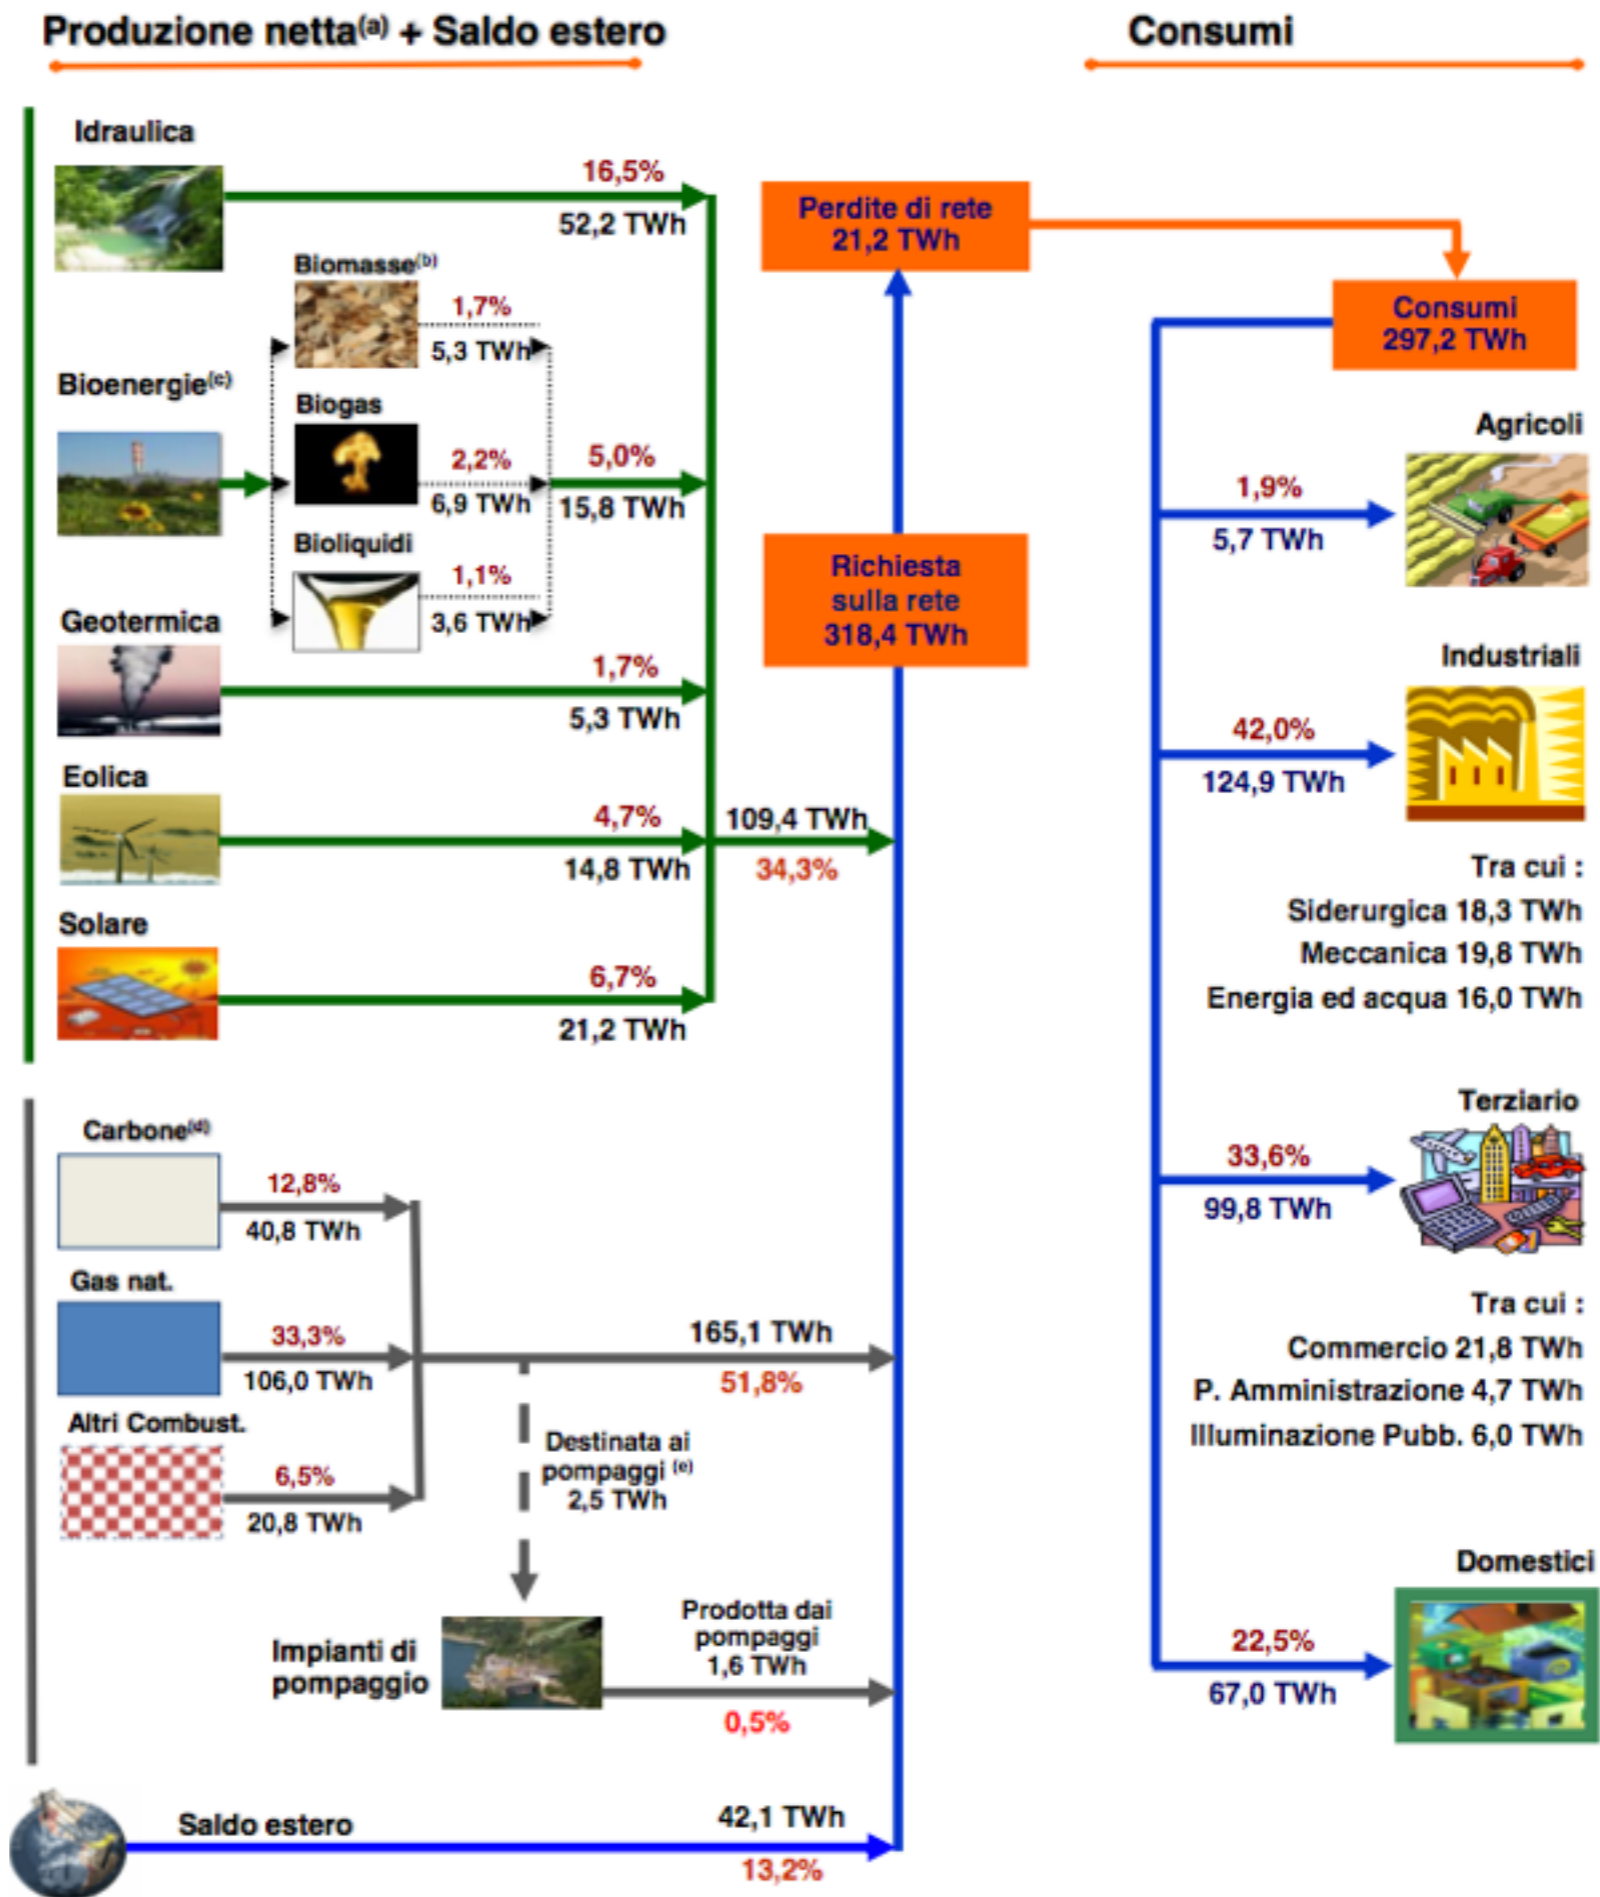 Produzione netta(a) + Saldo estero
Idraulica
16,5%
52,2 TWh
Biomasse(b)
1,7%
5,3 TWh
Bioenergie(c)
Biogas
2,2%
6,9 TWh
5,0%
15,8 TWh
Bioliquidi
1,1%
3,6 TWh
Geotermica
1,7%
5,3 TWh
Eolica
4,7%
14,8 TWh
109,4 TWh
34,3%
Solare
6,7%
21,2 TWh
Carbone(d)
12,8%
40,8 TWh
Gas nat.
33,3%
106,0 TWh
165,1 TWh
51,8%
Altri Combust.
6,5%
20,8 TWh
Destinata ai
pompaggi (e)
2,5 TWh
Impianti di
pompaggio
Prodotta dai
pompaggi
1,6 TWh
0,5%
Saldo estero
42,1 TWh
13,2%
Perdite di rete
21,2 TWh
Richiesta
sulla rete
318,4 TWh
Consumi
Consumi
297,2 TWh
Agricoli
1,9%
5,7 TWh
Industriali
42,0%
124,9 TWh
Tra cui :
Siderurgica 18,3 TWh
Meccanica 19,8 TWh
Energia ed acqua 16,0 TWh
Terziario
33,6%
99,8 TWh
Tra cui :
Commercio 21,8 TWh
P. Amministrazione 4,7 TWh
Illuminazione Pubb. 6,0 TWh
Domestici
22,5%
67,0 TWh